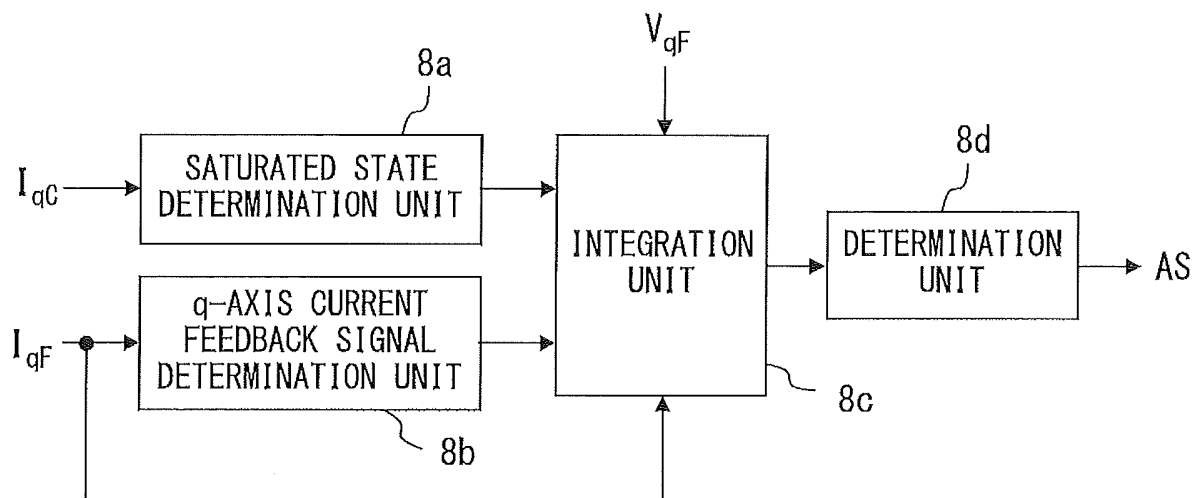 V_qF
8a
8d
I_qC
SATURATED STATE
DETERMINATION UNIT
INTEGRATION
UNIT
DETERMINATION
UNIT
AS
I_qF
q-AXIS CURRENT
FEEDBACK SIGNAL
DETERMINATION UNIT
8c
8b